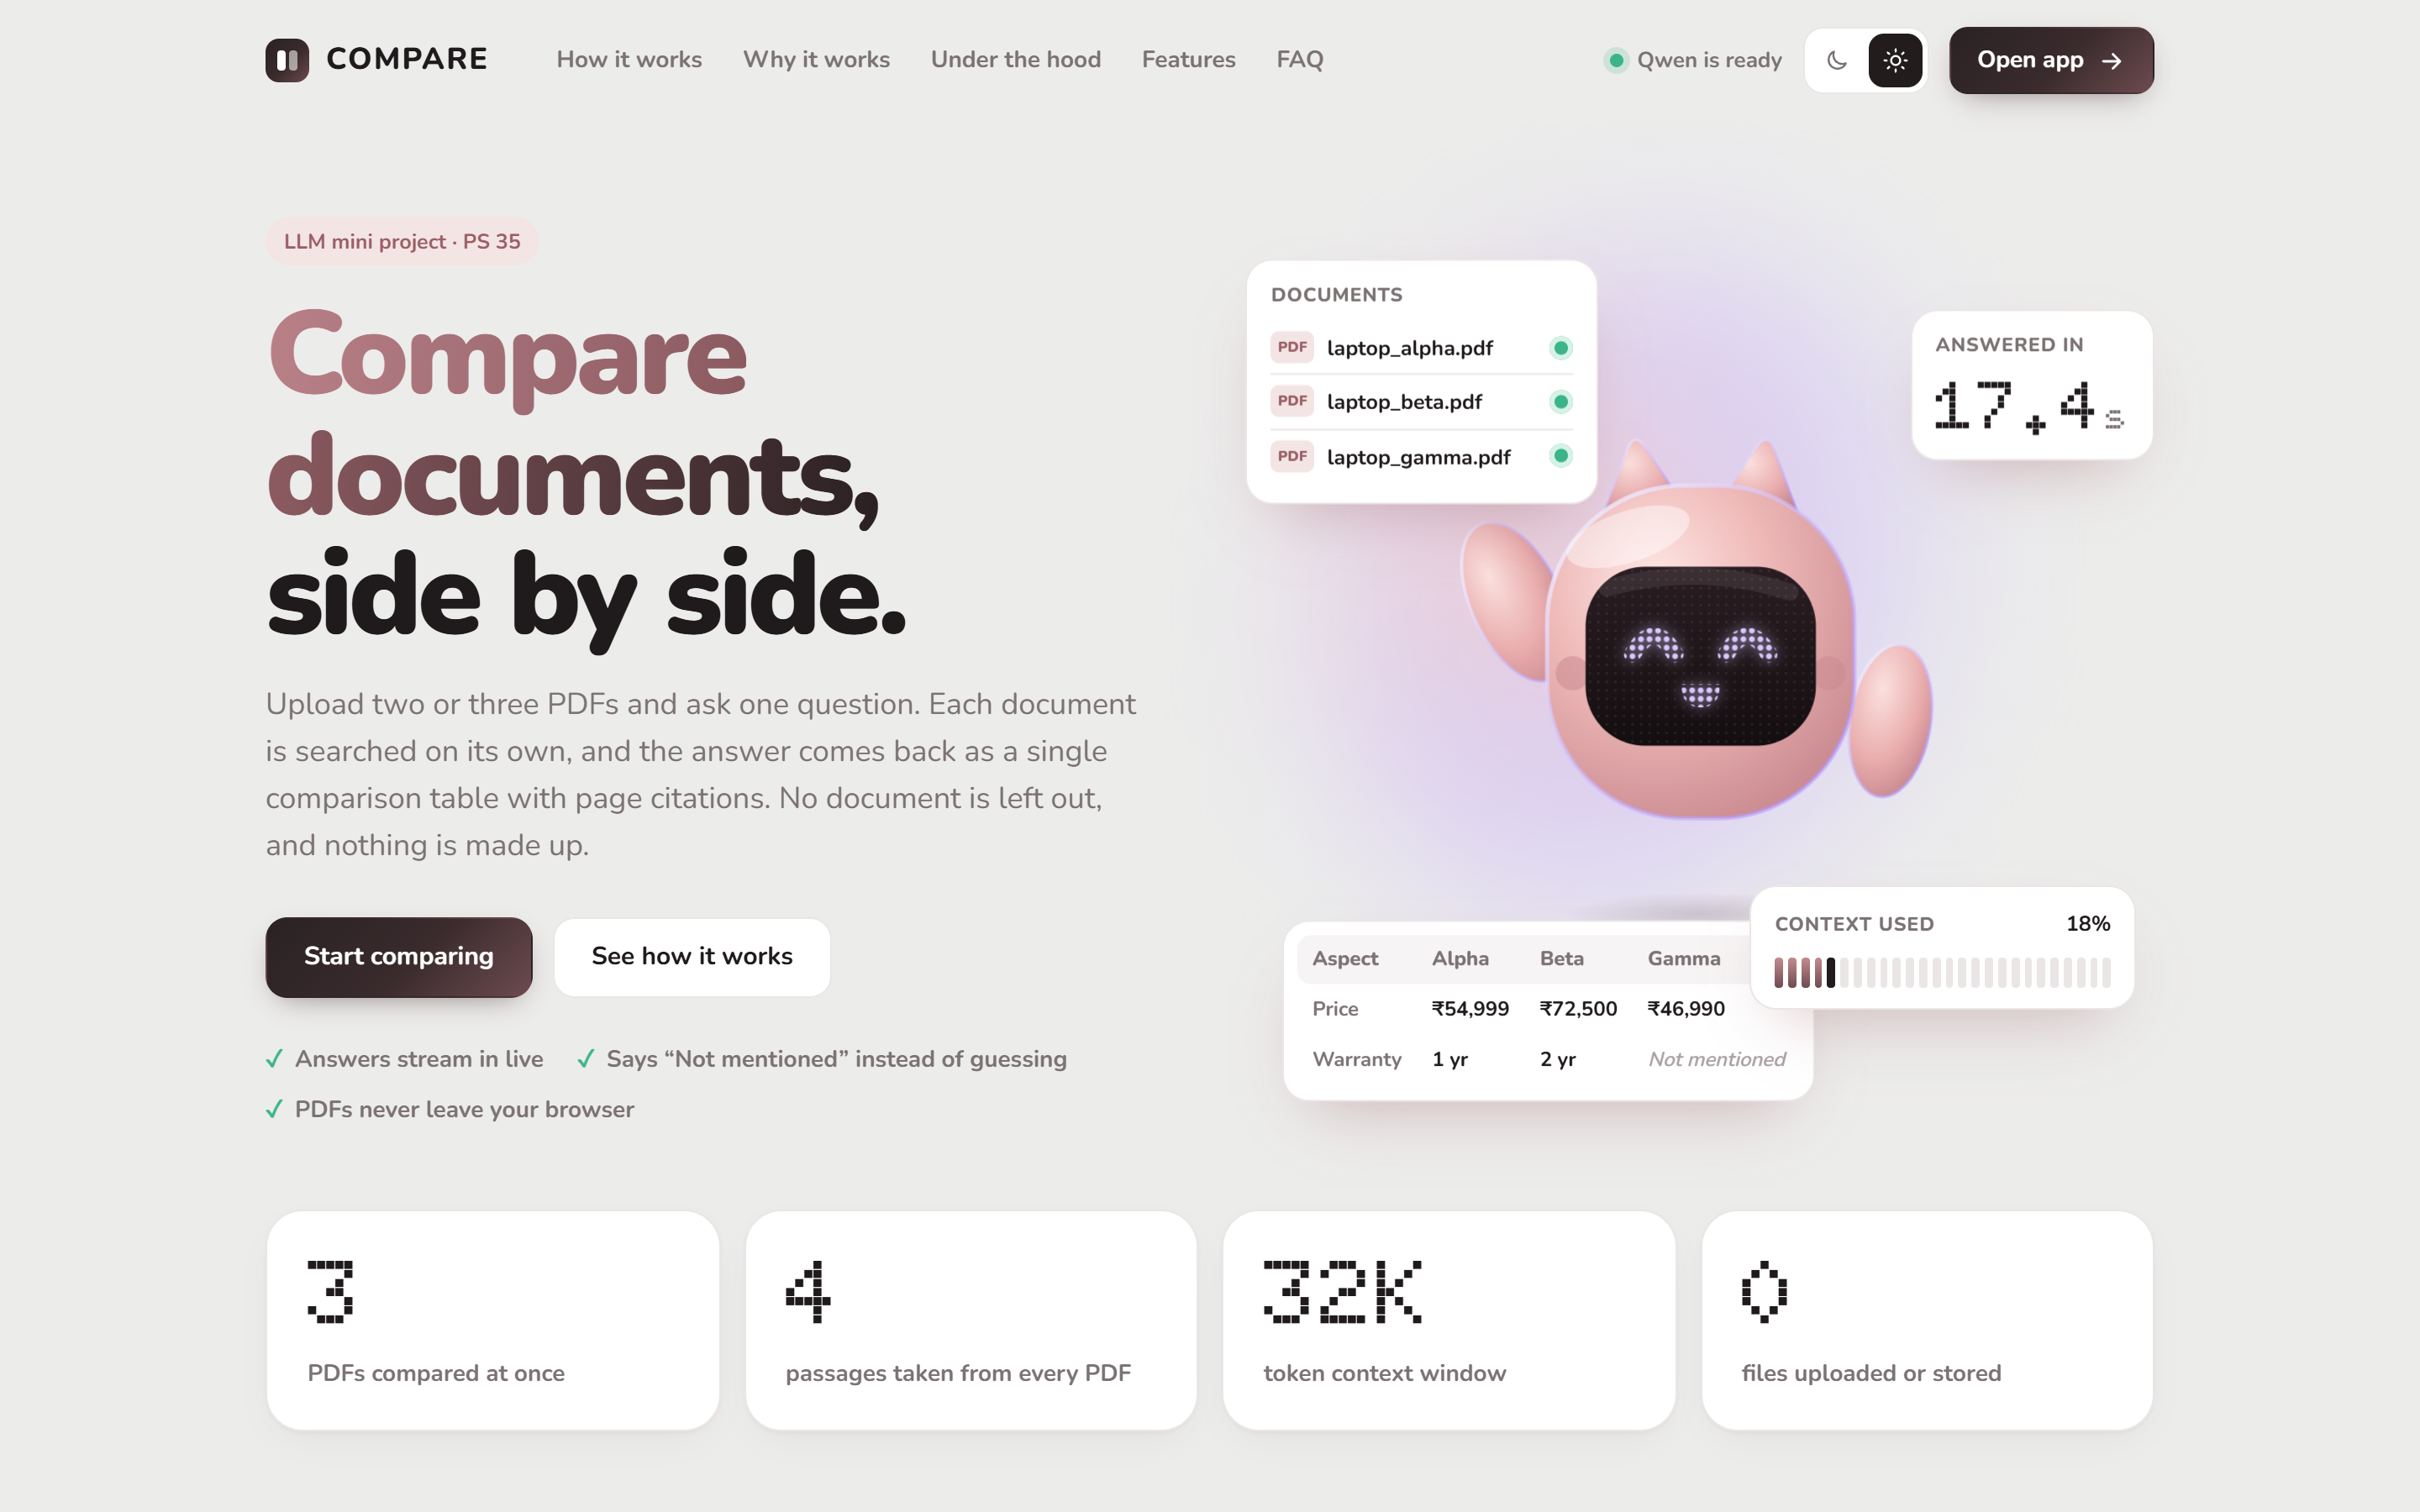 COMPARE
How it works
Why it works
Under the hood
Features
FAQ
Qwen is ready
Open app →
LLM mini project · PS 35
Compare
documents,
side by side.
Upload two or three PDFs and ask one question. Each document
is searched on its own, and the answer comes back as a single
comparison table with page citations. No document is left out,
and nothing is made up.
Start comparing
See how it works
✓ Answers stream in live
✓ Says “Not mentioned” instead of guessing
✓ PDFs never leave your browser
DOCUMENTS
PDF laptop_alpha.pdf
PDF laptop_beta.pdf
PDF laptop_gamma.pdf
ANSWERED IN
17.4s
Aspect Alpha Beta Gamma
Price ₹54,999 ₹72,500 ₹46,990
Warranty 1 yr 2 yr Not mentioned
CONTEXT USED 18%
3
PDFs compared at once
4
passages taken from every PDF
32K
token context window
0
files uploaded or stored